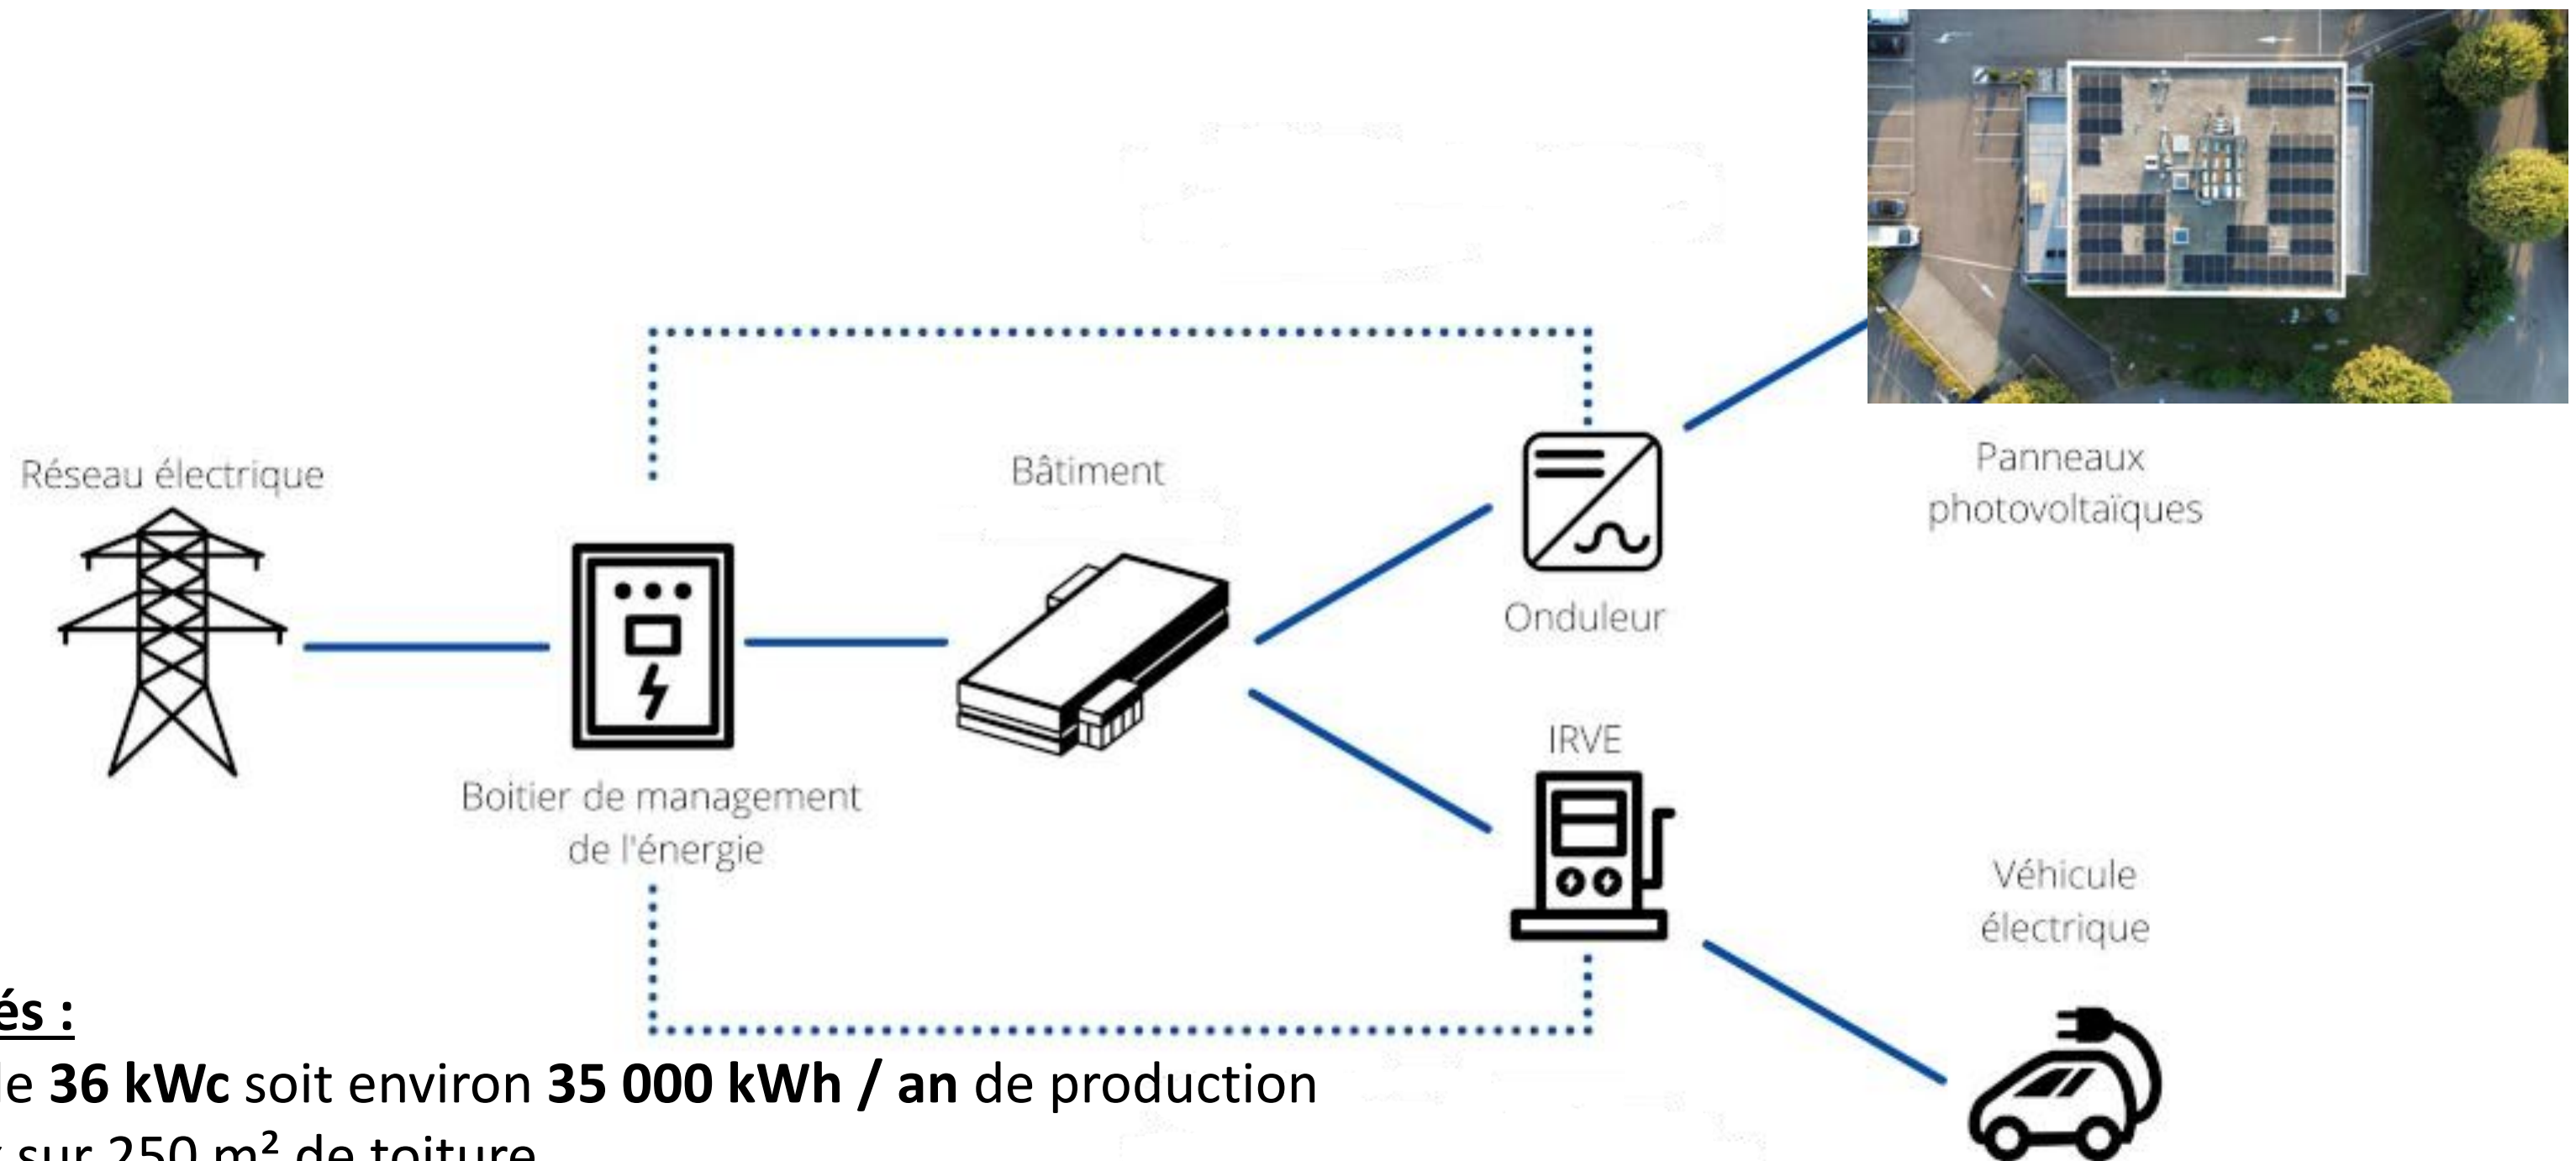 Réseau électrique
Bâtiment
Panneaux
photovoltaïques
Onduleur
IRVE
Boitier de management
de l'énergie
Véhicule
électrique
és :
36 kWc soit environ 35 000 kWh / an de production
sur 250 m² de toiture